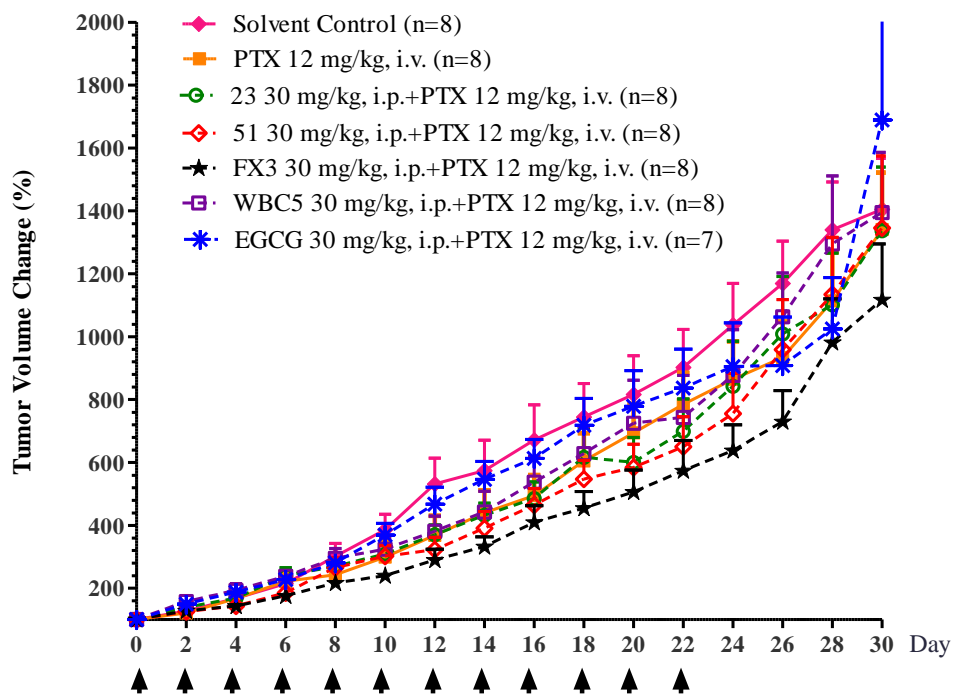 Tumor Volume Change (%)
2000
1800
1600
1400
1200
1000
800
600
400
200
Solvent Control (n=8)
PTX 12 mg/kg, i.v. (n=8)
23 30 mg/kg, i.p.+PTX 12 mg/kg, i.v. (n=8)
51 30 mg/kg, i.p.+PTX 12 mg/kg, i.v. (n=8)
FX3 30 mg/kg, i.p.+PTX 12 mg/kg, i.v. (n=8)
WBC5 30 mg/kg, i.p.+PTX 12 mg/kg, i.v. (n=8)
EGCG 30 mg/kg, i.p.+PTX 12 mg/kg, i.v. (n=7)
0 2 4 6 8 10 12 14 16 18 20 22 24 26 28 30 Day